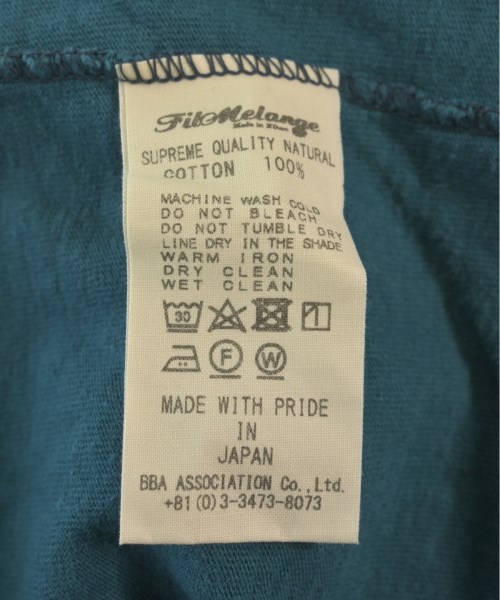 FilMelange
SUPREME QUALITY NATURAL
COTTON 100%
MACHINE WASH COLD
DO NOT BLEACH
DO NOT TUMBLE DRY
LINE DRY IN THE SHADE
WARM IRON
DRY CLEAN
WET CLEAN
30
F W
MADE WITH PRIDE
IN
JAPAN
BBA ASSOCIATION Co.,Ltd.
+81(0)3-3473-8073